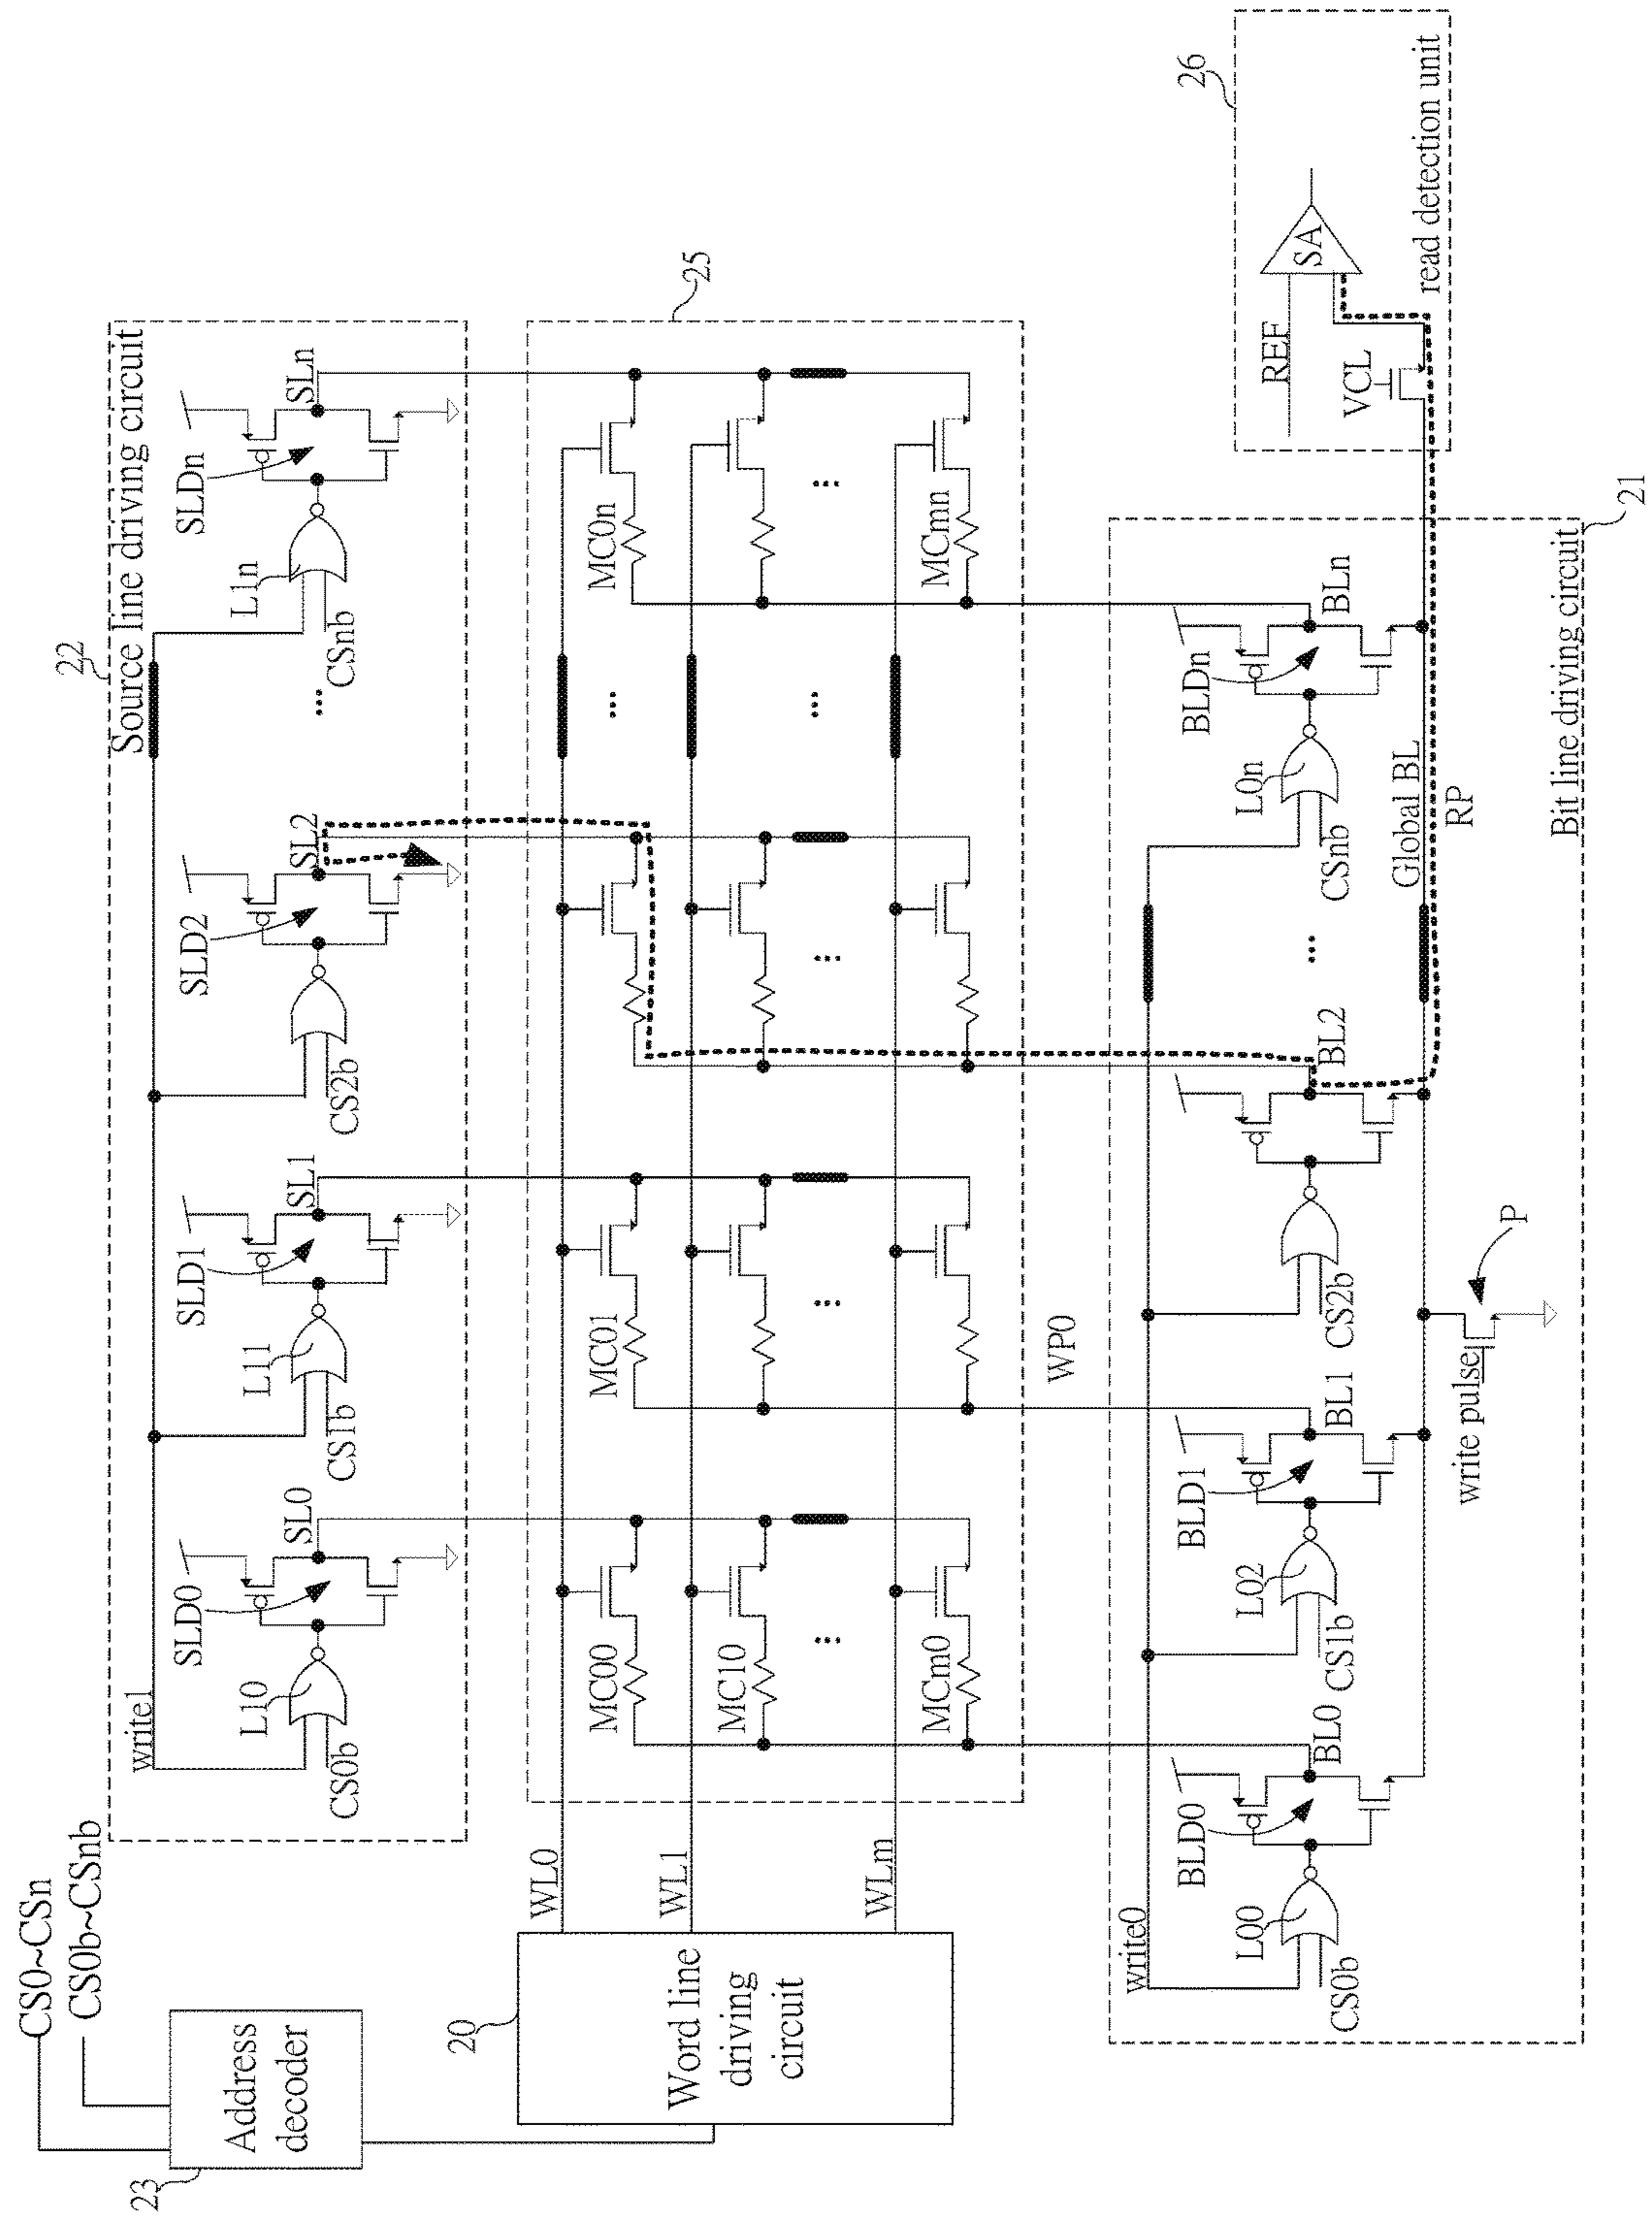 CS0~CSn
CS0b~CSnb
23
Address
decoder
20
Word line
driving
circuit
WL0
WL1
WLm
22
Source line driving circuit
write1
L10
CS0b
SLD0
SL0
L11
CS1b
SLD1
SL1
CS2b
SLD2
SL2
...
L1n
CSnb
SLDn
SLn
25
MC00
MC10
MCm0
...
MC01
...
...
...
...
MC0n
...
MCmn
WP0
write0
L00
CS0b
BLD0
BL0
L02
CS1b
BLD1
BL1
write pulse
P
CS2b
BL2
...
Global BL
RP
L0n
CSnb
BLDn
BLn
Bit line driving circuit
21
26
REF
SA
VCL
read detection unit